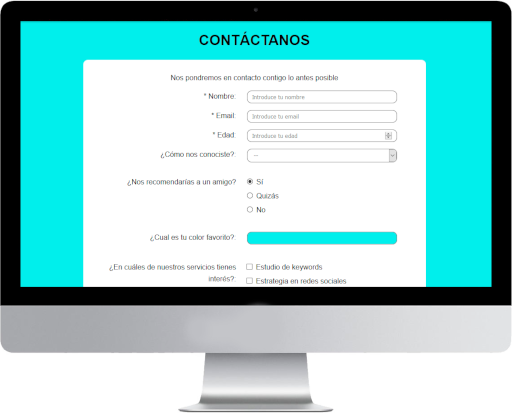 CONTÁCTANOS
Nos pondremos en contacto contigo lo antes posible
* Nombre: Introduce tu nombre
* Email: Introduce tu email
* Edad: Introduce tu edad
¿Cómo nos conociste?: --
¿Nos recomendarías a un amigo? Sí
Quizás
No
¿Cual es tu color favorito?:
¿En cuáles de nuestros servicios tienes
interés?:
Estudio de keywords
Estrategia en redes sociales